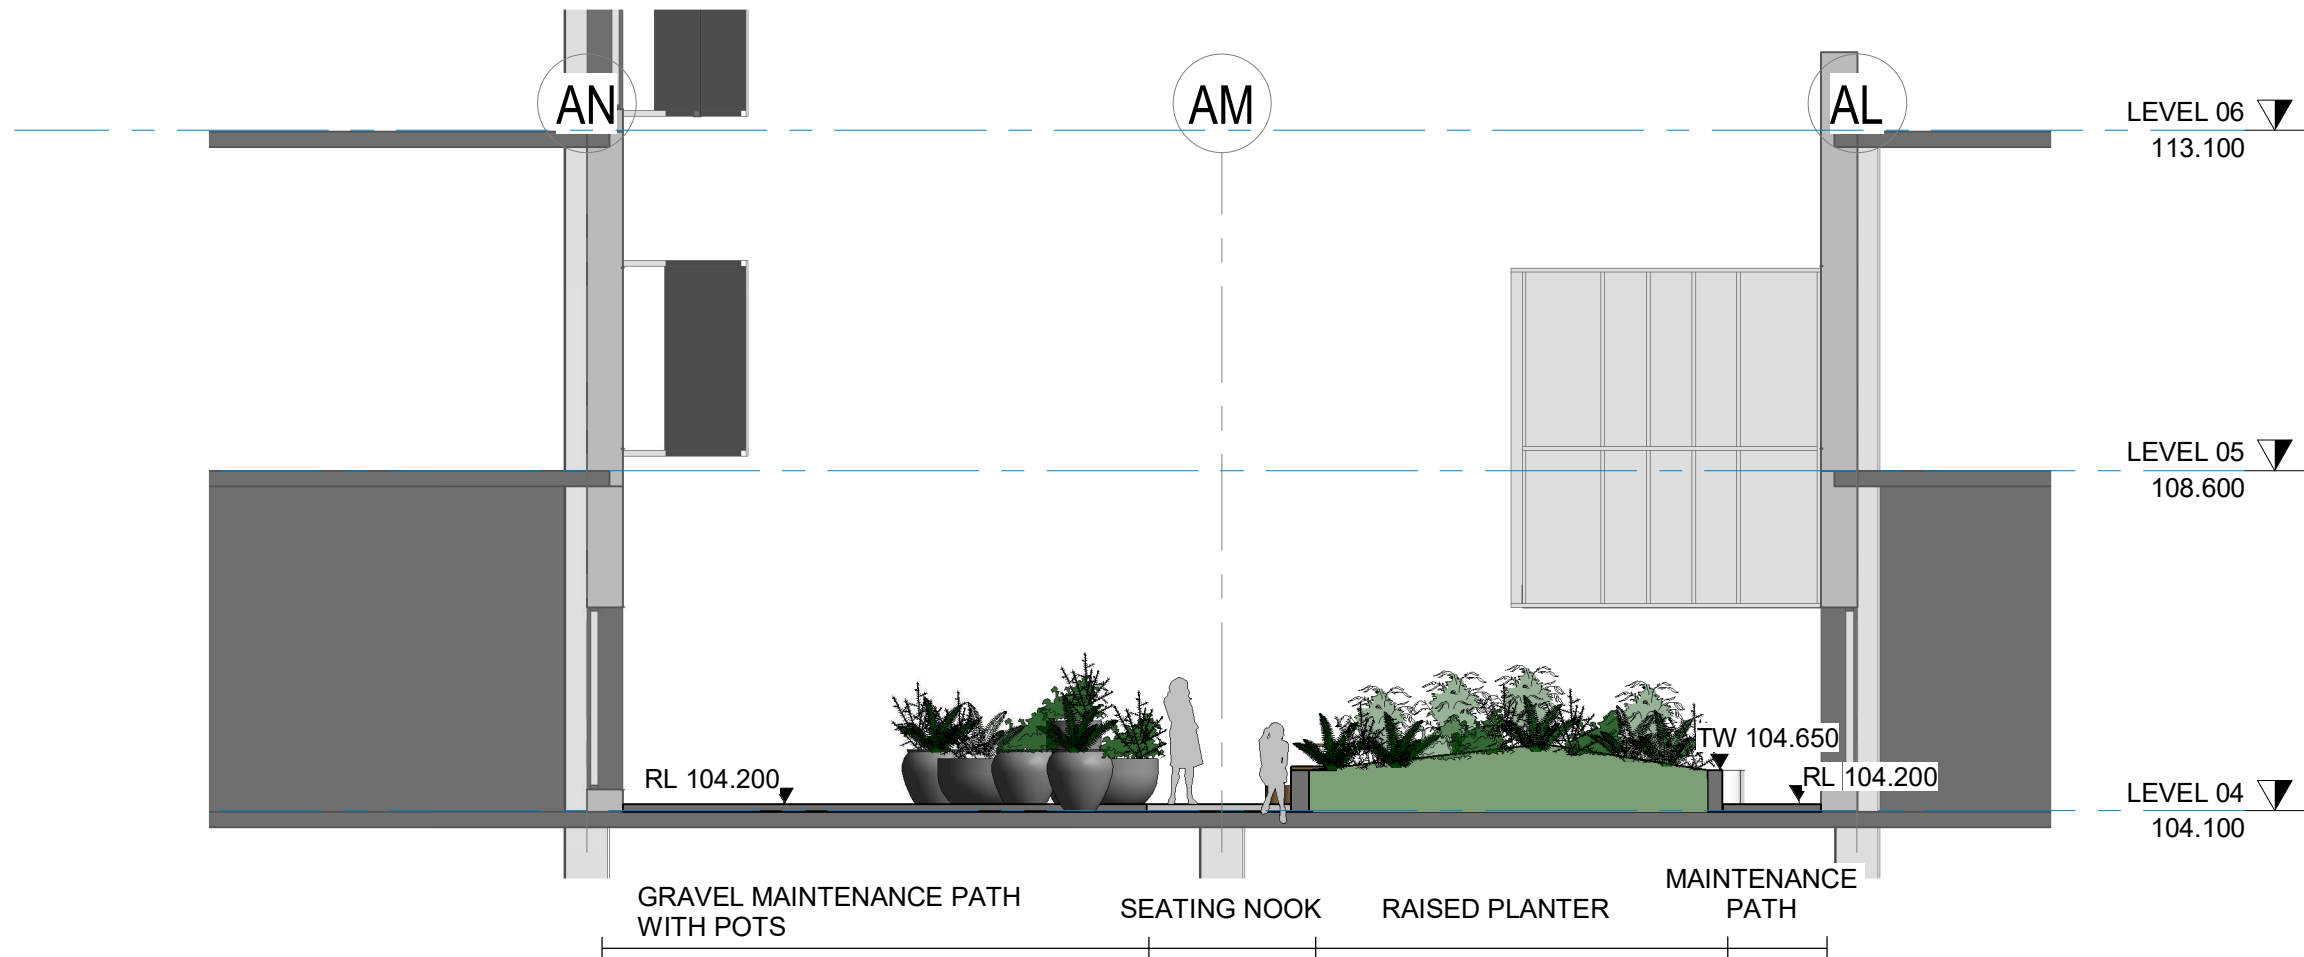 AN
AM
AL
LEVEL 06
113.100
LEVEL 05
108.600
TW 104.650
RL 104.200
RL 104.200
LEVEL 04
104.100
GRAVEL MAINTENANCE PATH
WITH POTS
SEATING NOOK
RAISED PLANTER
MAINTENANCE
PATH